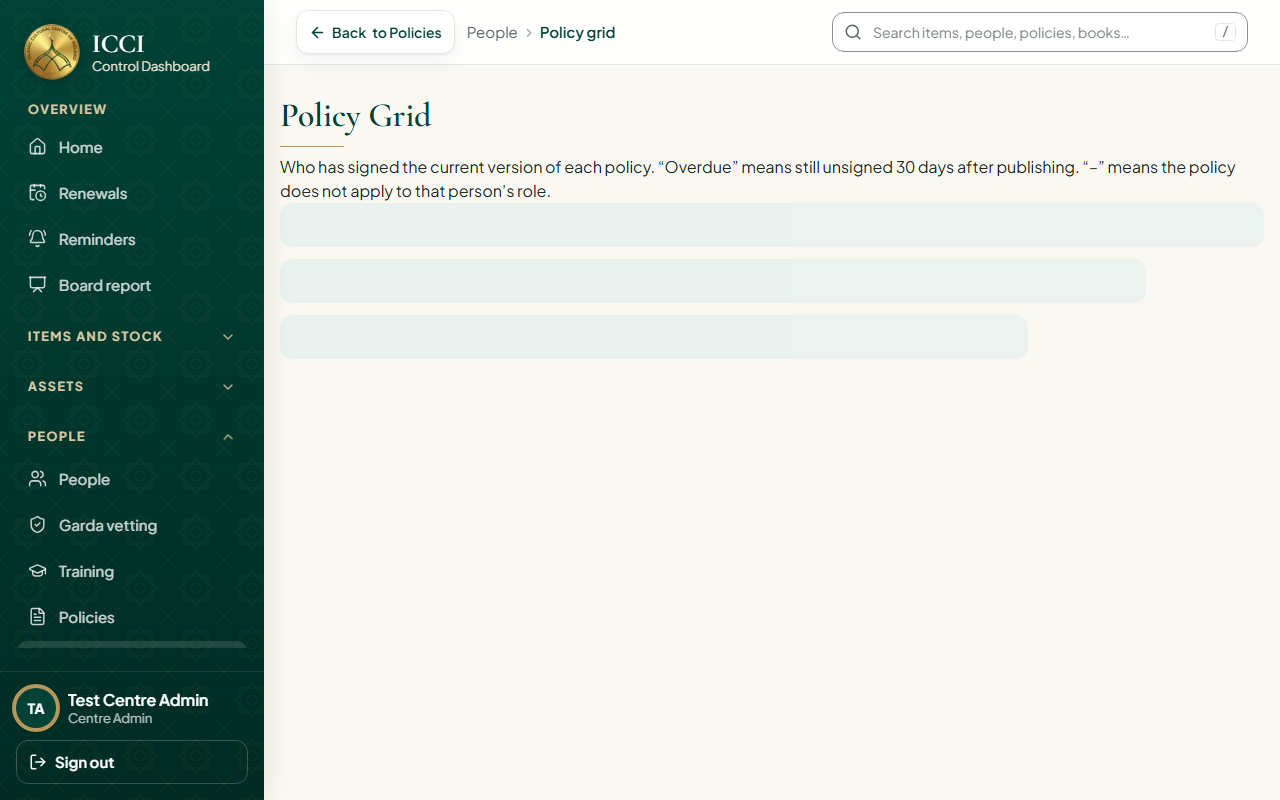 ICCI
Control Dashboard
OVERVIEW
Home
Renewals
Reminders
Board report
ITEMS AND STOCK
ASSETS
PEOPLE
People
Garda vetting
Training
Policies
TA
Test Centre Admin
Centre Admin
Sign out
Back to Policies
People › Policy grid
Search items, people, policies, books…
/
Policy Grid
Who has signed the current version of each policy. “Overdue” means still unsigned 30 days after publishing. “–” means the policy
does not apply to that person’s role.